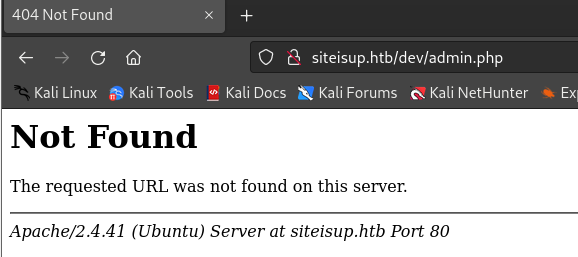 404 Not Found
siteisup.htb/dev/admin.php
Kali Linux Kali Tools Kali Docs Kali Forums Kali NetHunter Ex
Not Found
The requested URL was not found on this server.
Apache/2.4.41 (Ubuntu) Server at siteisup.htb Port 80